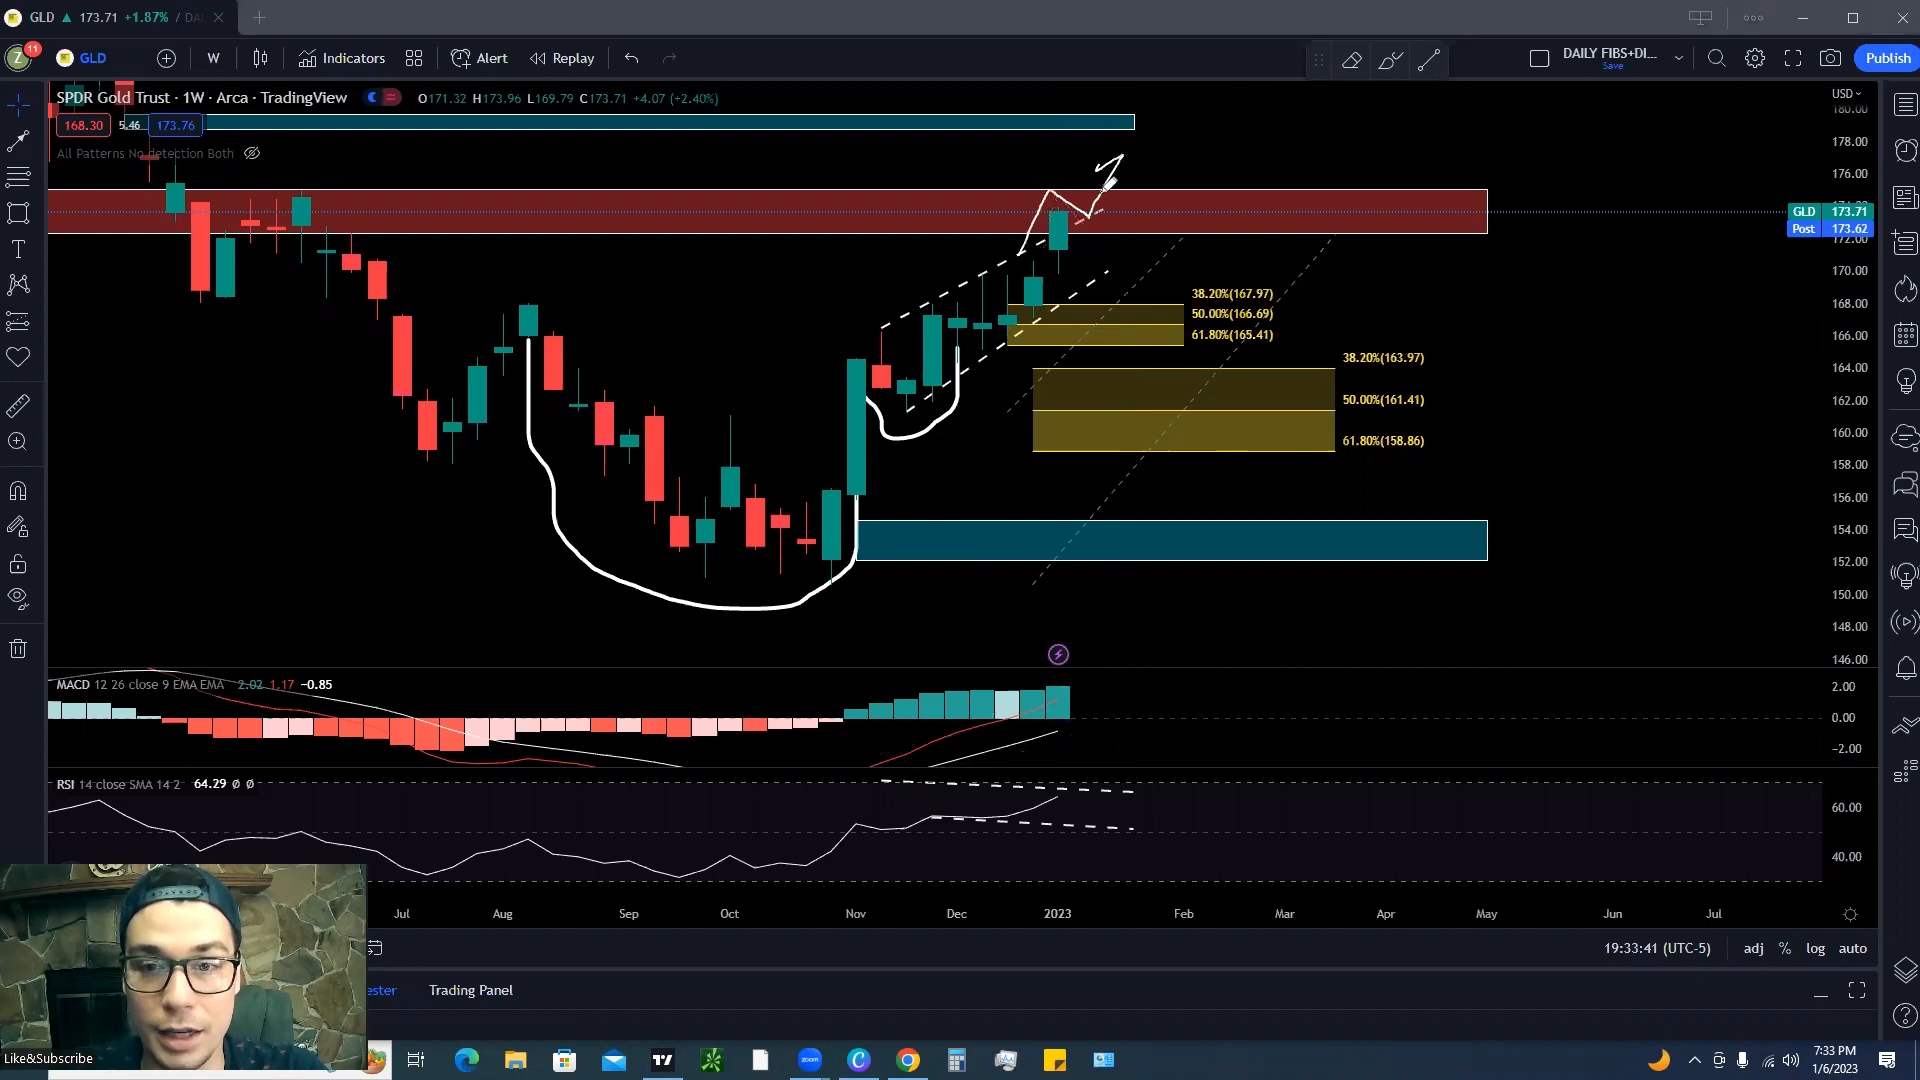 GLD ▲ 173.71 +1.87% / DA
Z 11 GLD W Indicators Alert Replay DAILY FIBS+DI... Save Publish
SPDR Gold Trust · 1W · Arca · TradingView O171.32 H173.96 L169.79 C173.71 +4.07 (+2.40%) USD
168.30 5.46 173.76
All Patterns No detection Both
180.00
178.00
176.00
GLD 173.71
Post 173.62
172.00
170.00
168.00
166.00
164.00
162.00
160.00
158.00
156.00
154.00
152.00
150.00
148.00
146.00
38.20%(167.97)
50.00%(166.69)
61.80%(165.41)
38.20%(163.97)
50.00%(161.41)
61.80%(158.86)
MACD 12 26 close 9 EMA EMA 2.02 1.17 −0.85
2.00
0.00
−2.00
RSI 14 close SMA 14 2 64.29 Ø Ø
60.00
40.00
Jul Aug Sep Oct Nov Dec 2023 Feb Mar Apr May Jun Jul
19:33:41 (UTC-5) adj % log auto
ester Trading Panel
Like&Subscribe
zoom
7:33 PM
1/6/2023